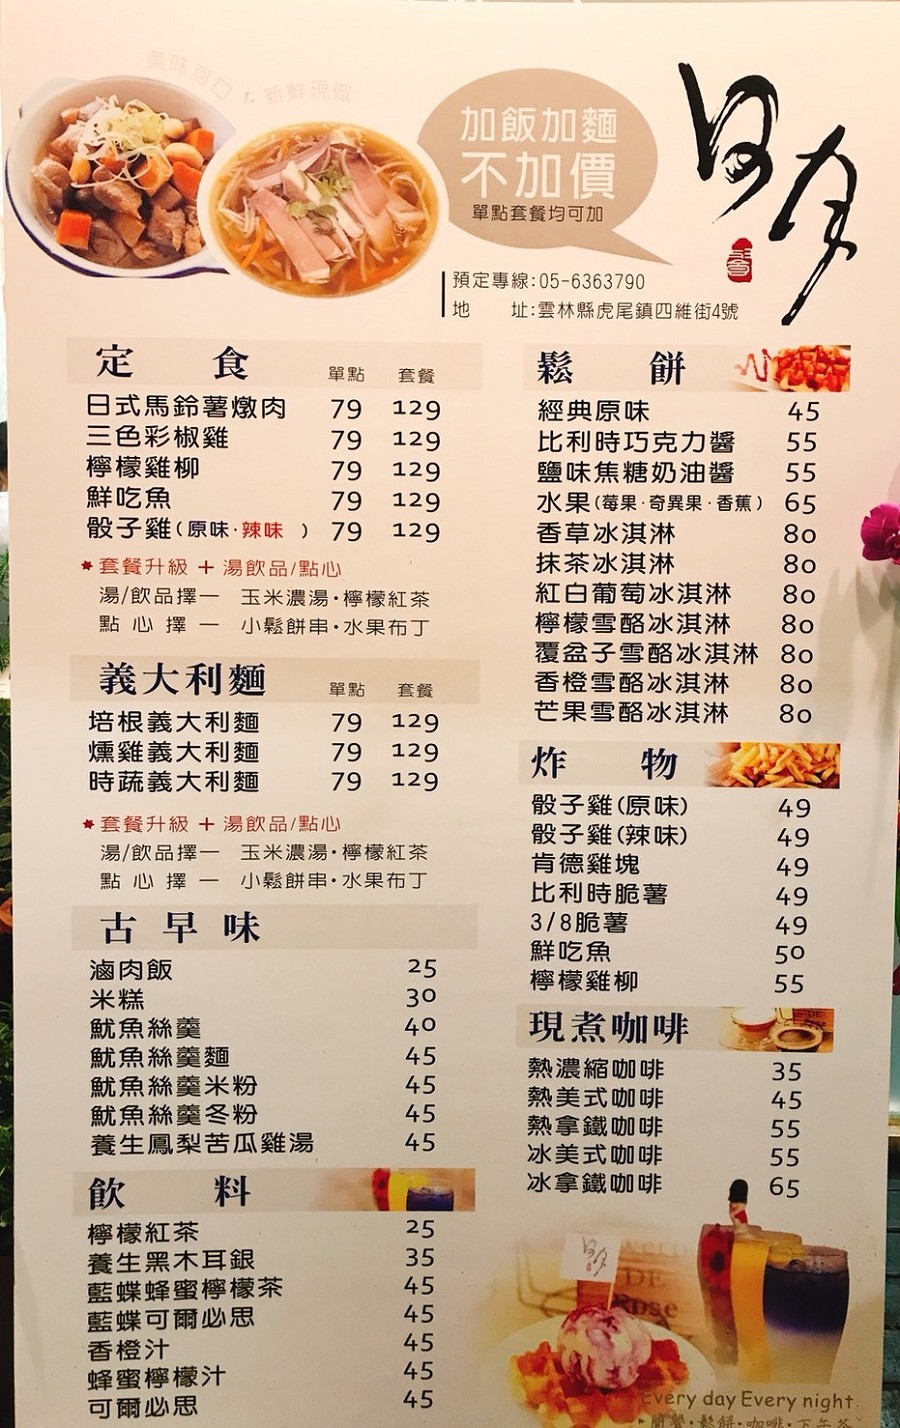 美味可口
新鮮現做
加飯加麵
不加價
單點套餐均可加
預定專線:05-6363790
地 址:雲林縣虎尾鎮四維街4號
定 食 單點 套餐
日式馬鈴薯燉肉 79 129
三色彩椒雞 79 129
檸檬雞柳 79 129
鮮吃魚 79 129
骰子雞(原味·辣味) 79 129
*套餐升級+湯飲品/點心
湯/飲品擇一 玉米濃湯·檸檬紅茶
點心擇一 小鬆餅串·水果布丁
義大利麵 單點 套餐
培根義大利麵 79 129
燻雞義大利麵 79 129
時蔬義大利麵 79 129
*套餐升級+湯飲品/點心
湯/飲品擇一 玉米濃湯·檸檬紅茶
點心擇一 小鬆餅串·水果布丁
古早味
滷肉飯 25
米糕 30
魷魚絲羹 40
魷魚絲羹麵 45
魷魚絲羹米粉 45
魷魚絲羹冬粉 45
養生鳳梨苦瓜雞湯 45
飲 料
檸檬紅茶 25
養生黑木耳銀 35
藍蝶蜂蜜檸檬茶 45
藍蝶可爾必思 45
香橙汁 45
蜂蜜檸檬汁 45
可爾必思 45
鬆 餅
經典原味 45
比利時巧克力醬 55
鹽味焦糖奶油醬 55
水果(莓果·奇異果·香蕉) 65
香草冰淇淋 80
抹茶冰淇淋 80
紅白葡萄冰淇淋 80
檸檬雪酪冰淇淋 80
覆盆子雪酪冰淇淋 80
香橙雪酪冰淇淋 80
芒果雪酪冰淇淋 80
炸 物
骰子雞(原味) 49
骰子雞(辣味) 49
肯德雞塊 49
比利時脆薯 49
3/8脆薯 49
鮮吃魚 50
檸檬雞柳 55
現煮咖啡
熱濃縮咖啡 35
熱美式咖啡 45
熱拿鐵咖啡 55
冰美式咖啡 55
冰拿鐵咖啡 65
DE
Rose
Every day Every night